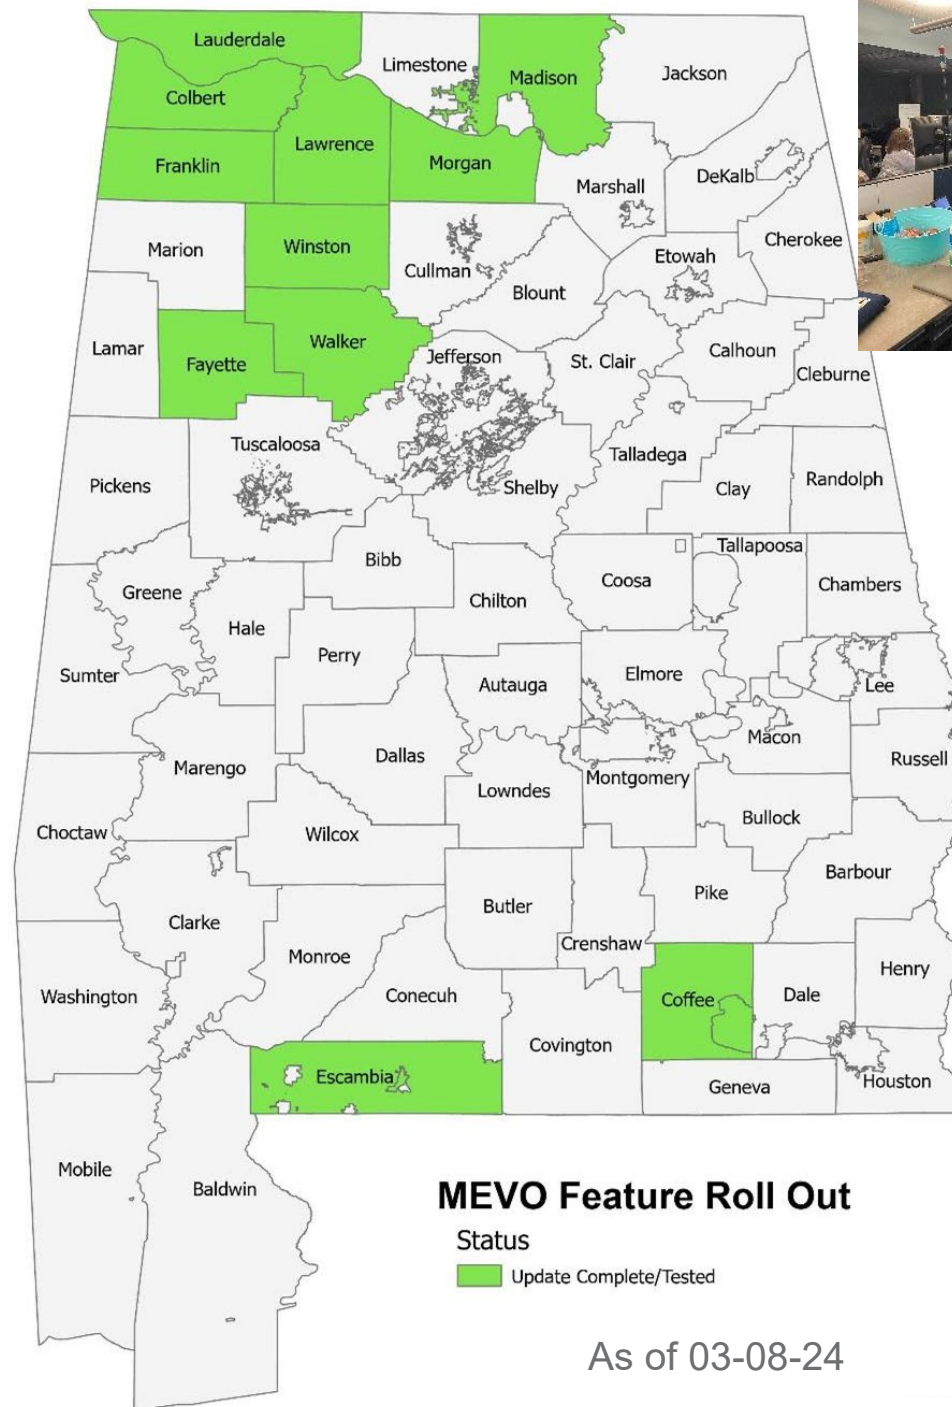 Lauderdale
Limestone
Madison
Jackson
Colbert
Lawrence
Franklin
Morgan
Marshall
DeKalb
Marion
Winston
Cullman
Cherokee
Etowah
Blount
Lamar
Fayette
Walker
Jefferson
St. Clair
Calhoun
Cleburne
Tuscaloosa
Talladega
Pickens
Shelby
Clay
Randolph
Tallapoosa
Bibb
Coosa
Chambers
Greene
Chilton
Hale
Perry
Sumter
Autauga
Elmore
Lee
Dallas
Macon
Marengo
Montgomery
Russell
Lowndes
Bullock
Choctaw
Wilcox
Barbour
Clarke
Butler
Pike
Crenshaw
Monroe
Washington
Conecuh
Coffee
Dale
Henry
Covington
Escambia
Geneva
Houston
Mobile
Baldwin
MEVO Feature Roll Out
Status
Update Complete/Tested
As of 03-08-24